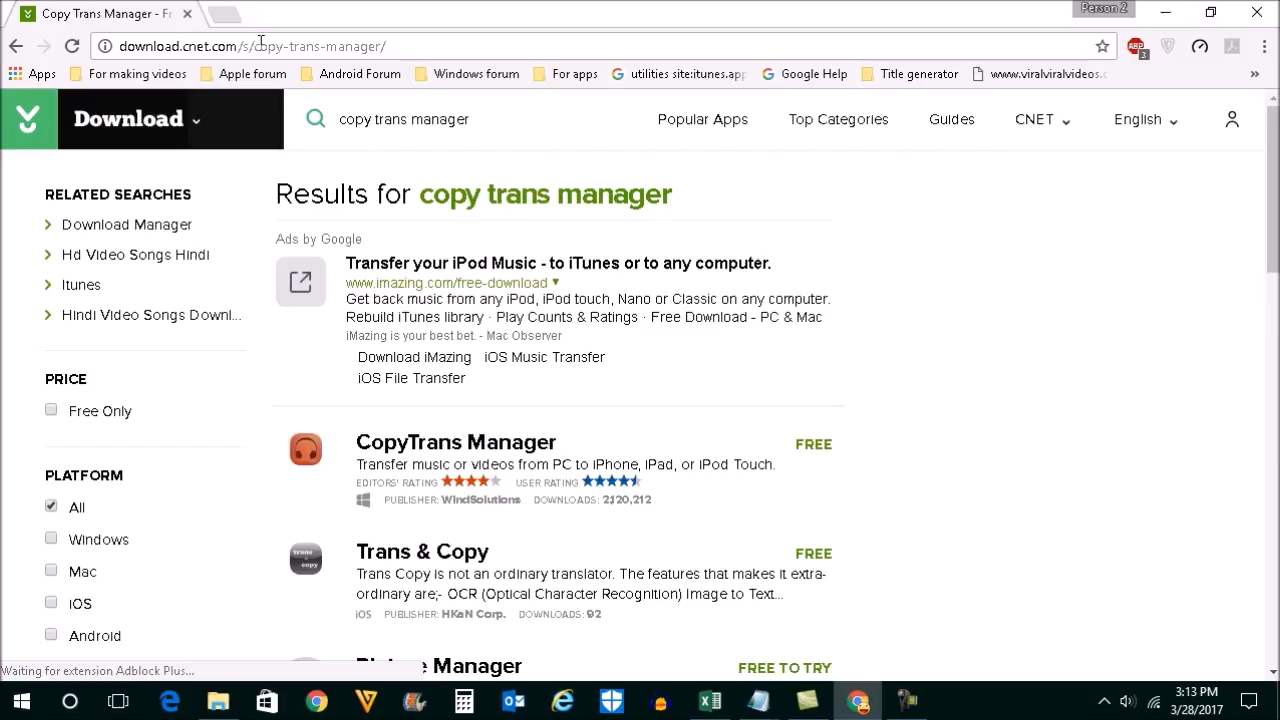 Copy Trans Manager - Fr
Person 2
download.cnet.com/s/copy-trans-manager/
ABP
3
Apps
For making videos
Apple forum
Android Forum
Windows forum
For apps
utilities site:itunes.app
Google Help
Title generator
www.viralviralvideos.c
Download
copy trans manager
Popular Apps
Top Categories
Guides
CNET
English
RELATED SEARCHES
Download Manager
Hd Video Songs Hindi
Itunes
Hindi Video Songs Downl...
PRICE
Free Only
PLATFORM
All
Windows
Mac
iOS
Android
Results for copy trans manager
Ads by Google
Transfer your iPod Music - to iTunes or to any computer.
www.imazing.com/free-download
Get back music from any iPod, iPod touch, Nano or Classic on any computer.
Rebuild iTunes library · Play Counts & Ratings · Free Download - PC & Mac
iMazing is your best bet. - Mac Observer
Download iMazing iOS Music Transfer
iOS File Transfer
CopyTrans Manager FREE
Transfer music or videos from PC to iPhone, iPad, or iPod Touch.
EDITORS' RATING USER RATING
PUBLISHER: WindSolutions DOWNLOADS: 2,120,212
trans
copy
Trans & Copy FREE
Trans Copy is not an ordinary translator. The features that makes it extra-
ordinary are;- OCR (Optical Character Recognition) Image to Text...
iOS PUBLISHER: HKaN Corp. DOWNLOADS: 92
Manager FREE TO TRY
Waiting for extension Adblock Plus...
3:13 PM
3/28/2017